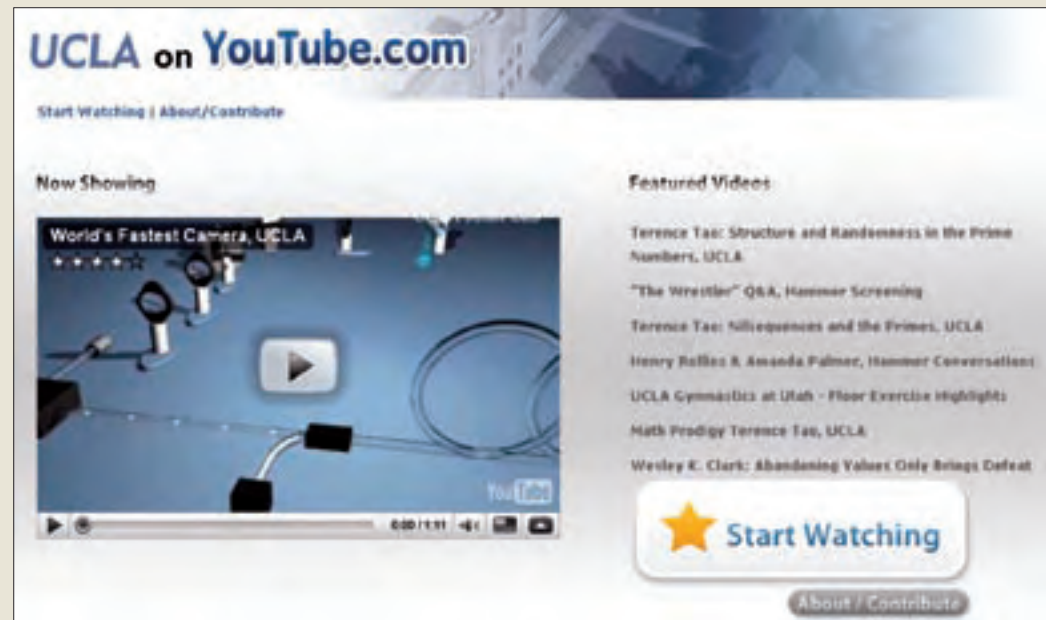 UCLA on YouTube.com
Start Watching | About/Contribute
Now Showing
World's Fastest Camera, UCLA
YouTube
0:00 / 1:11
Featured Videos
Terence Tao: Structure and Randomness in the Prime
Numbers, UCLA
"The Wrestler" Q&A, Hammer Screening
Terence Tao: Nilsequences and the Primes, UCLA
Henry Rollins & Amanda Palmer, Hammer Conversations
UCLA Gymnastics at Utah - Floor Exercise Highlights
Math Prodigy Terence Tao, UCLA
Wesley K. Clark: Abandoning Values Only Brings Defeat
Start Watching
About / Contribute